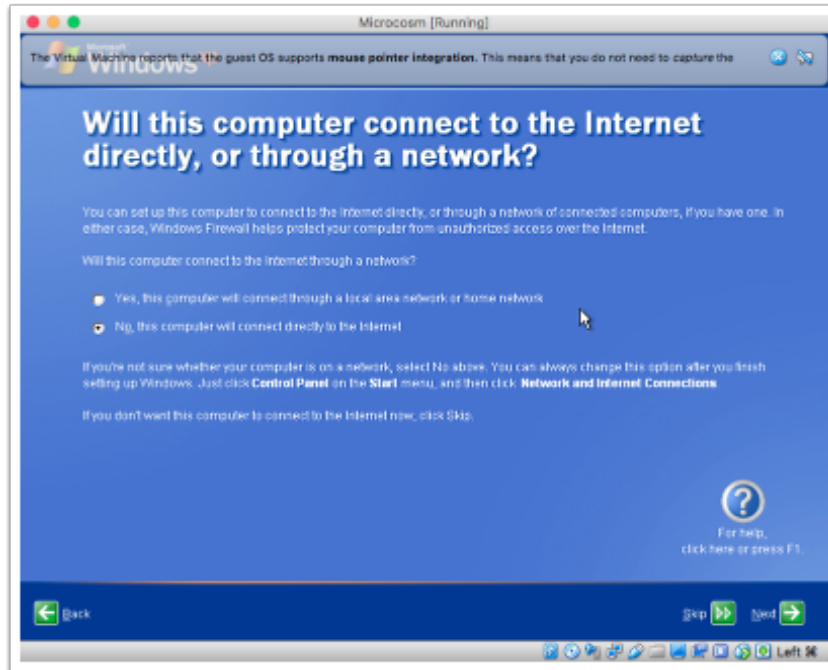 Microcosm [Running]
The Virtual Machine reports that the guest OS supports mouse pointer integration. This means that you do not need to capture the
Microsoft
Windows xp
Will this computer connect to the Internet
directly, or through a network?
You can set up this computer to connect to the Internet directly, or through a network of connected computers, if you have one. In
either case, Windows Firewall helps protect your computer from unauthorized access over the Internet.
Will this computer connect to the Internet through a network?
Yes, this computer will connect through a local area network or home network
No, this computer will connect directly to the Internet
If you're not sure whether your computer is on a network, select No above. You can always change this option after you finish
setting up Windows. Just click Control Panel on the Start menu, and then click Network and Internet Connections.
If you don't want this computer to connect to the Internet now, click Skip.
For help,
click here or press F1.
Back
Skip
Next
Left ⌘